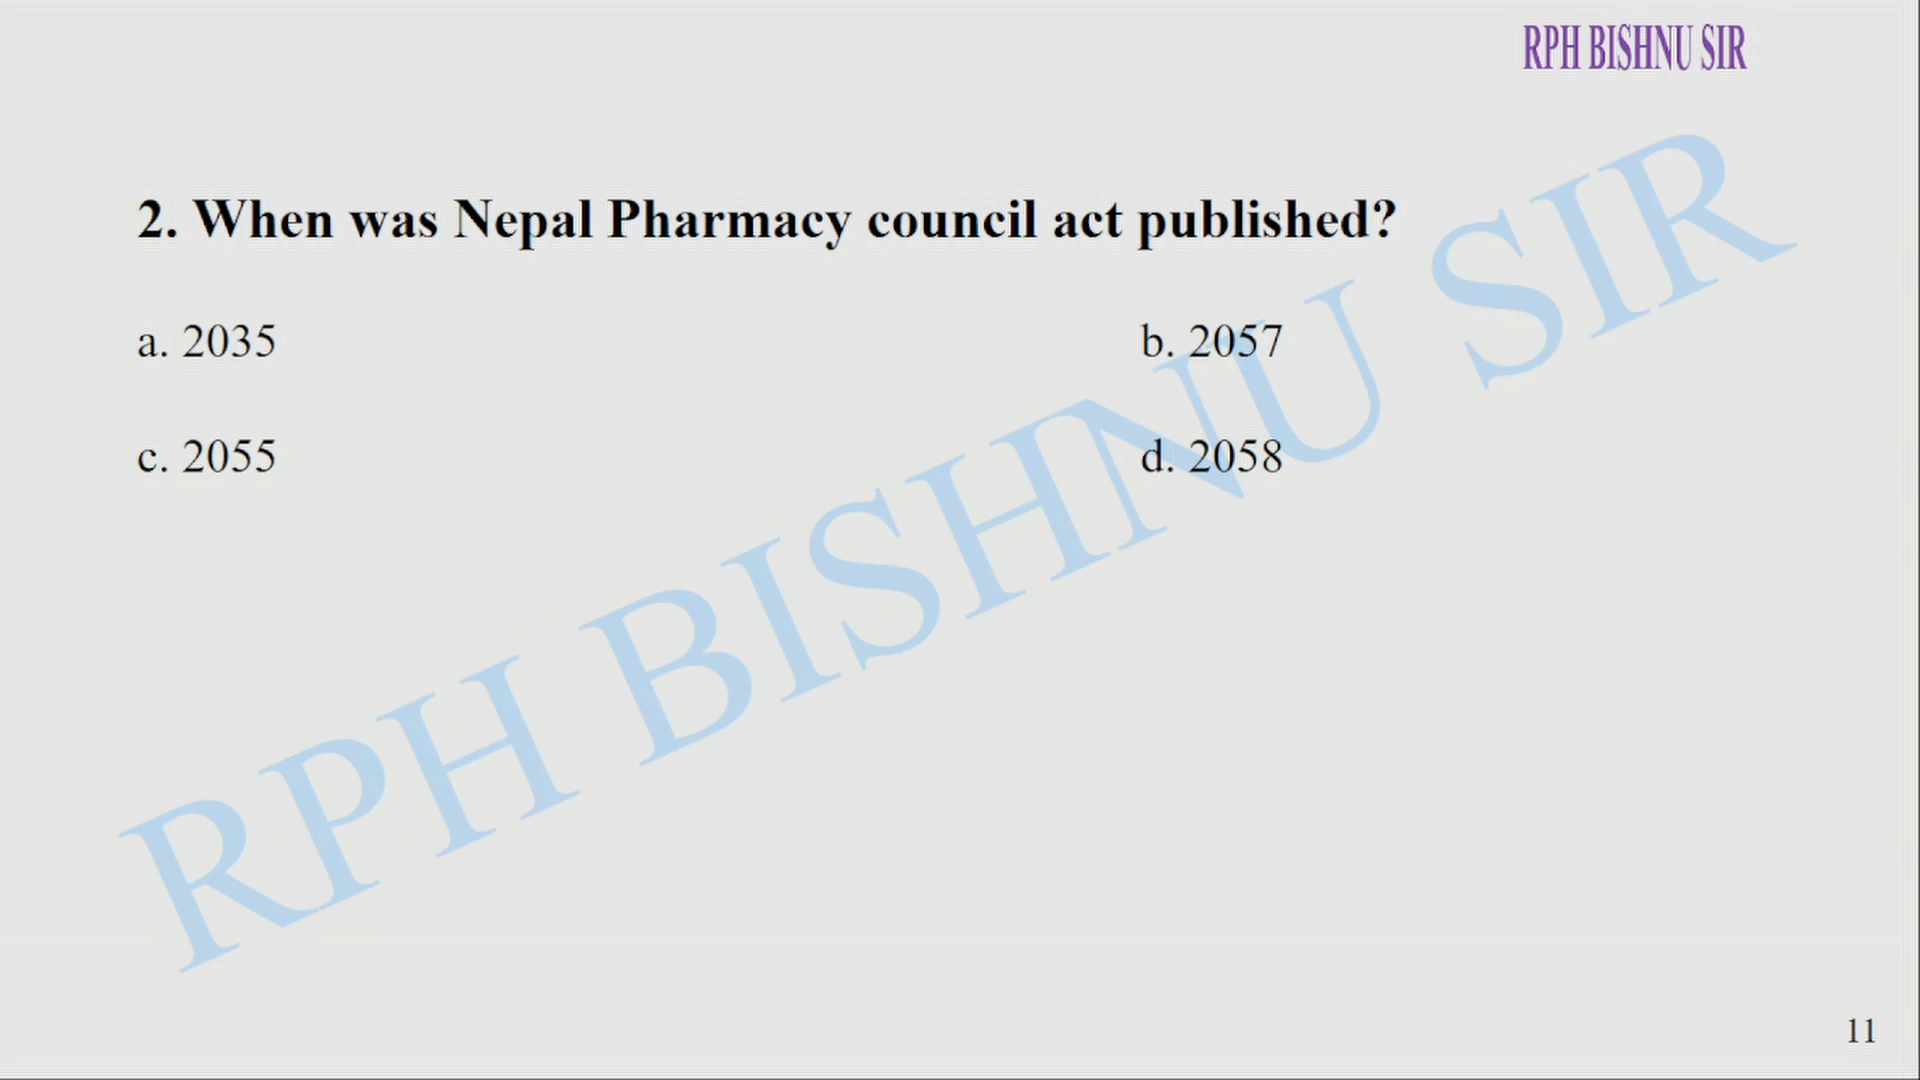 RPH BISHNU SIR
2. When was Nepal Pharmacy council act published?
a. 2035
b. 2057
c. 2055
d. 2058
RPH BISHNU SIR
11